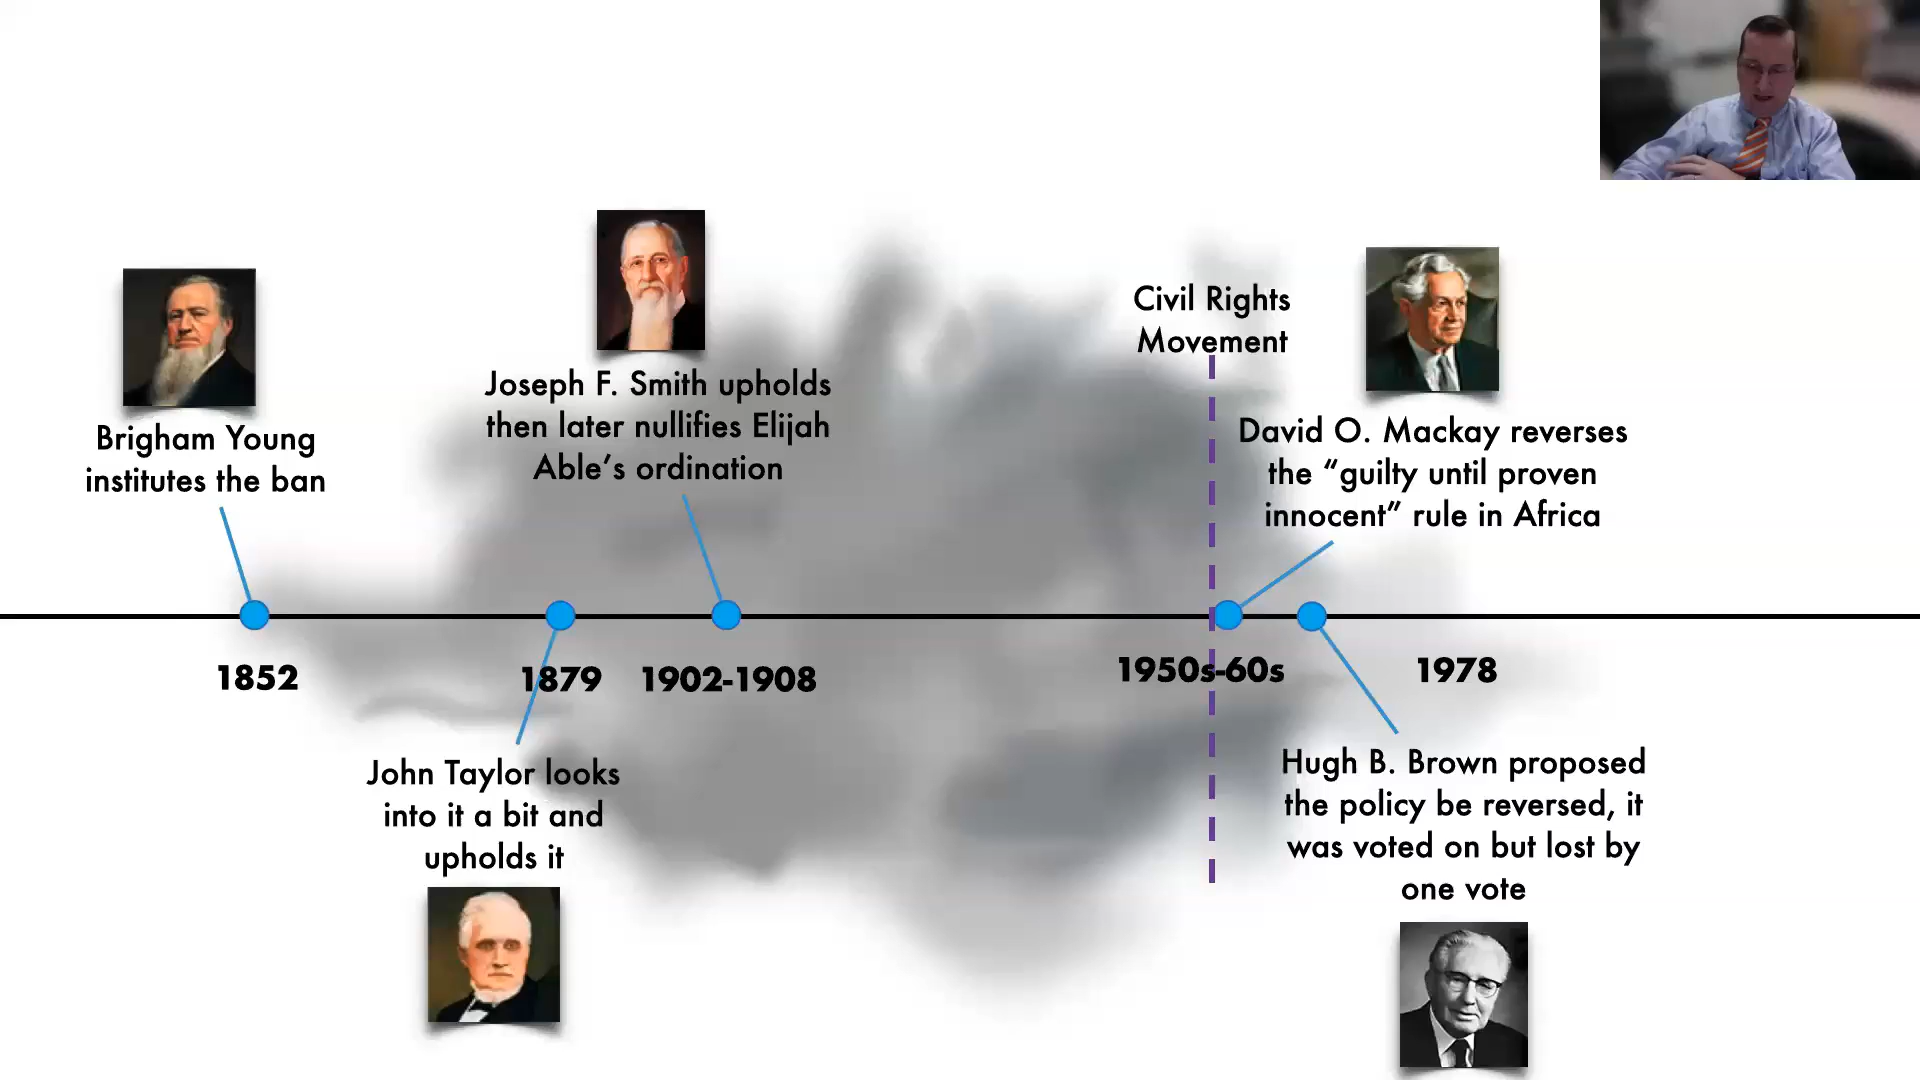 Brigham Young
institutes the ban
Joseph F. Smith upholds
then later nullifies Elijah
Able’s ordination
Civil Rights
Movement
David O. Mackay reverses
the “guilty until proven
innocent” rule in Africa
1852
1879
1902-1908
1950s-60s
1978
John Taylor looks
into it a bit and
upholds it
Hugh B. Brown proposed
the policy be reversed, it
was voted on but lost by
one vote